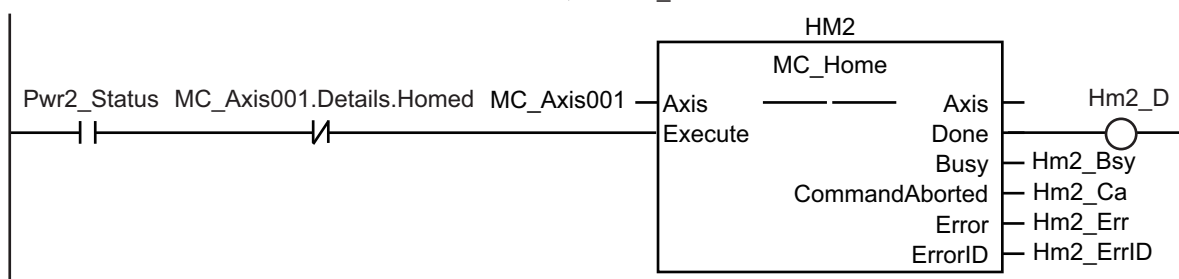 HM2
MC_Home
Pwr2_Status MC_Axis001.Details.Homed MC_Axis001 Axis Axis Hm2_D
Execute Done
Busy Hm2_Bsy
CommandAborted Hm2_Ca
Error Hm2_Err
ErrorID Hm2_ErrID